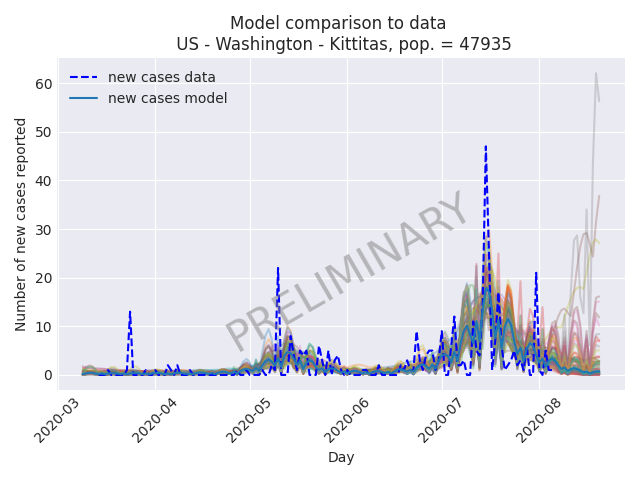 Model comparison to data
US - Washington - Kittitas, pop. = 47935
new cases data
new cases model
Number of new cases reported
60
50
40
30
20
10
0
PRELIMINARY
2020-03
2020-04
2020-05
2020-06
2020-07
2020-08
Day